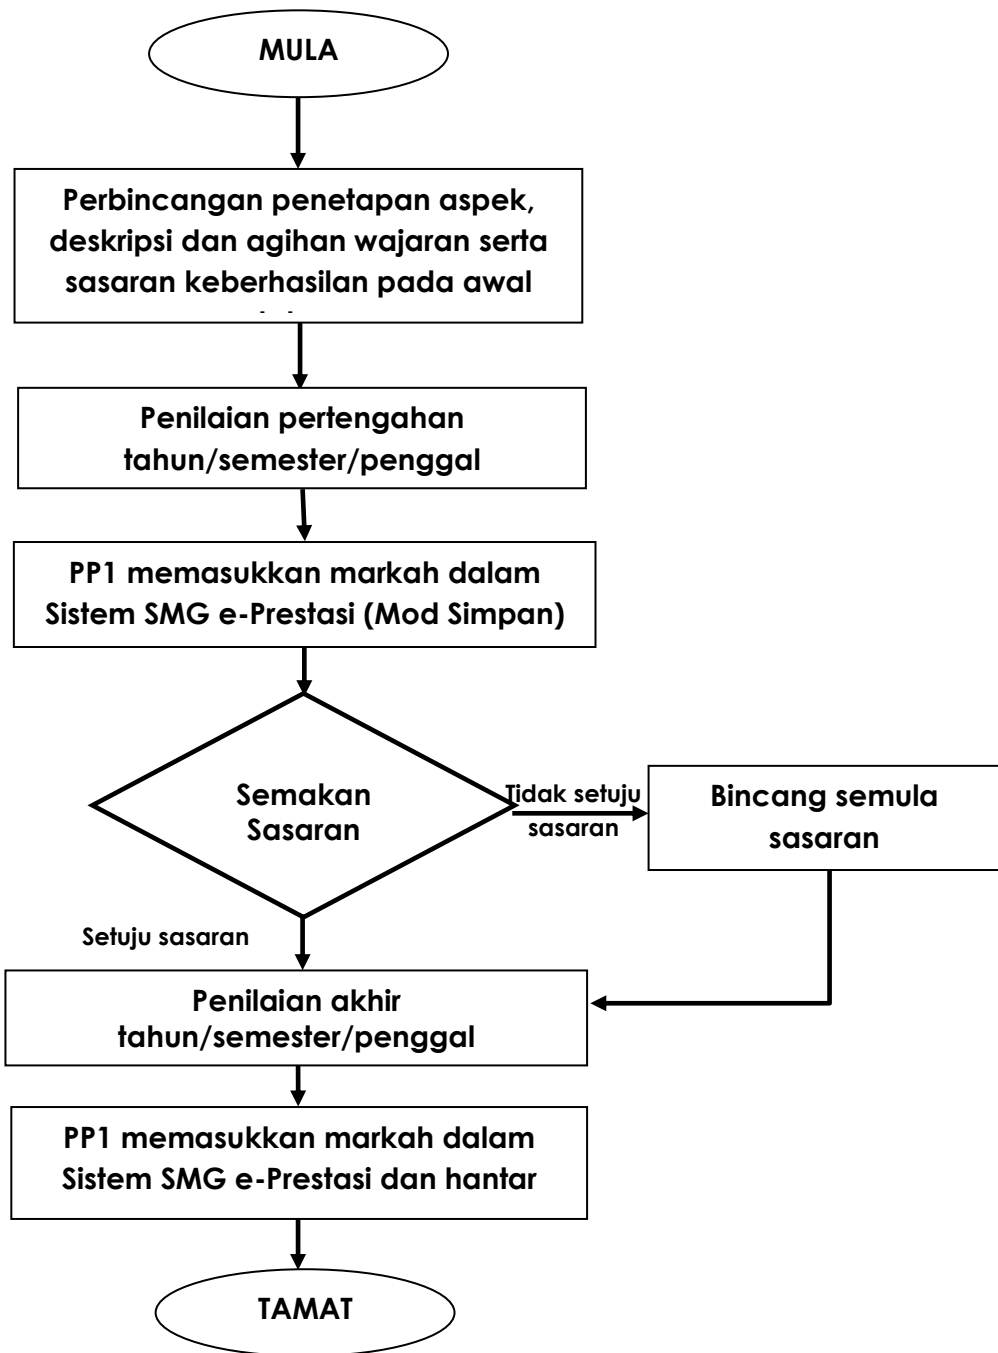 MULA
Perbincangan penetapan aspek,
deskripsi dan agihan wajaran serta
sasaran keberhasilan pada awal
Penilaian pertengahan
tahun/semester/penggal
PP1 memasukkan markah dalam
Sistem SMG e-Prestasi (Mod Simpan)
Semakan
Sasaran
Tidak setuju
sasaran
Bincang semula
sasaran
Setuju sasaran
Penilaian akhir
tahun/semester/penggal
PP1 memasukkan markah dalam
Sistem SMG e-Prestasi dan hantar
TAMAT